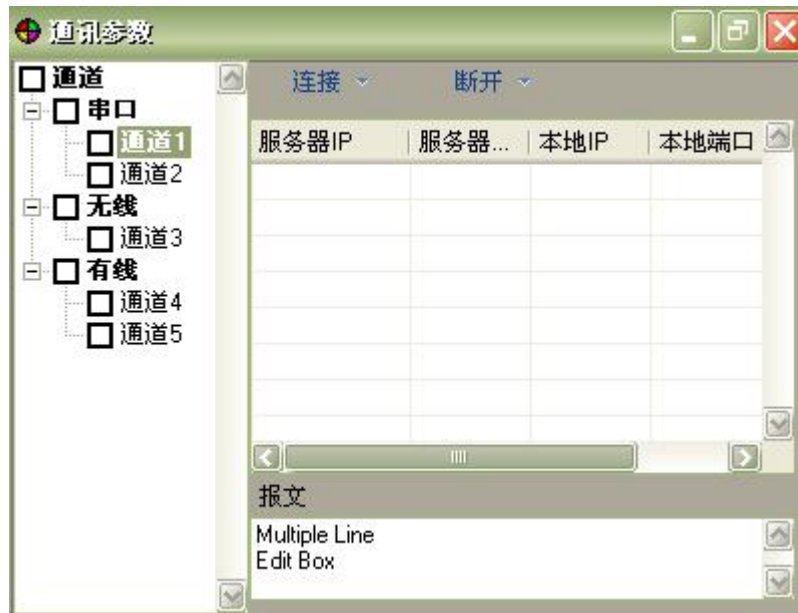 通讯参数
通道
串口
通道1
通道2
无线
通道3
有线
通道4
通道5
连接 断开
服务器IP 服务器... 本地IP 本地端口
报文
Multiple Line
Edit Box